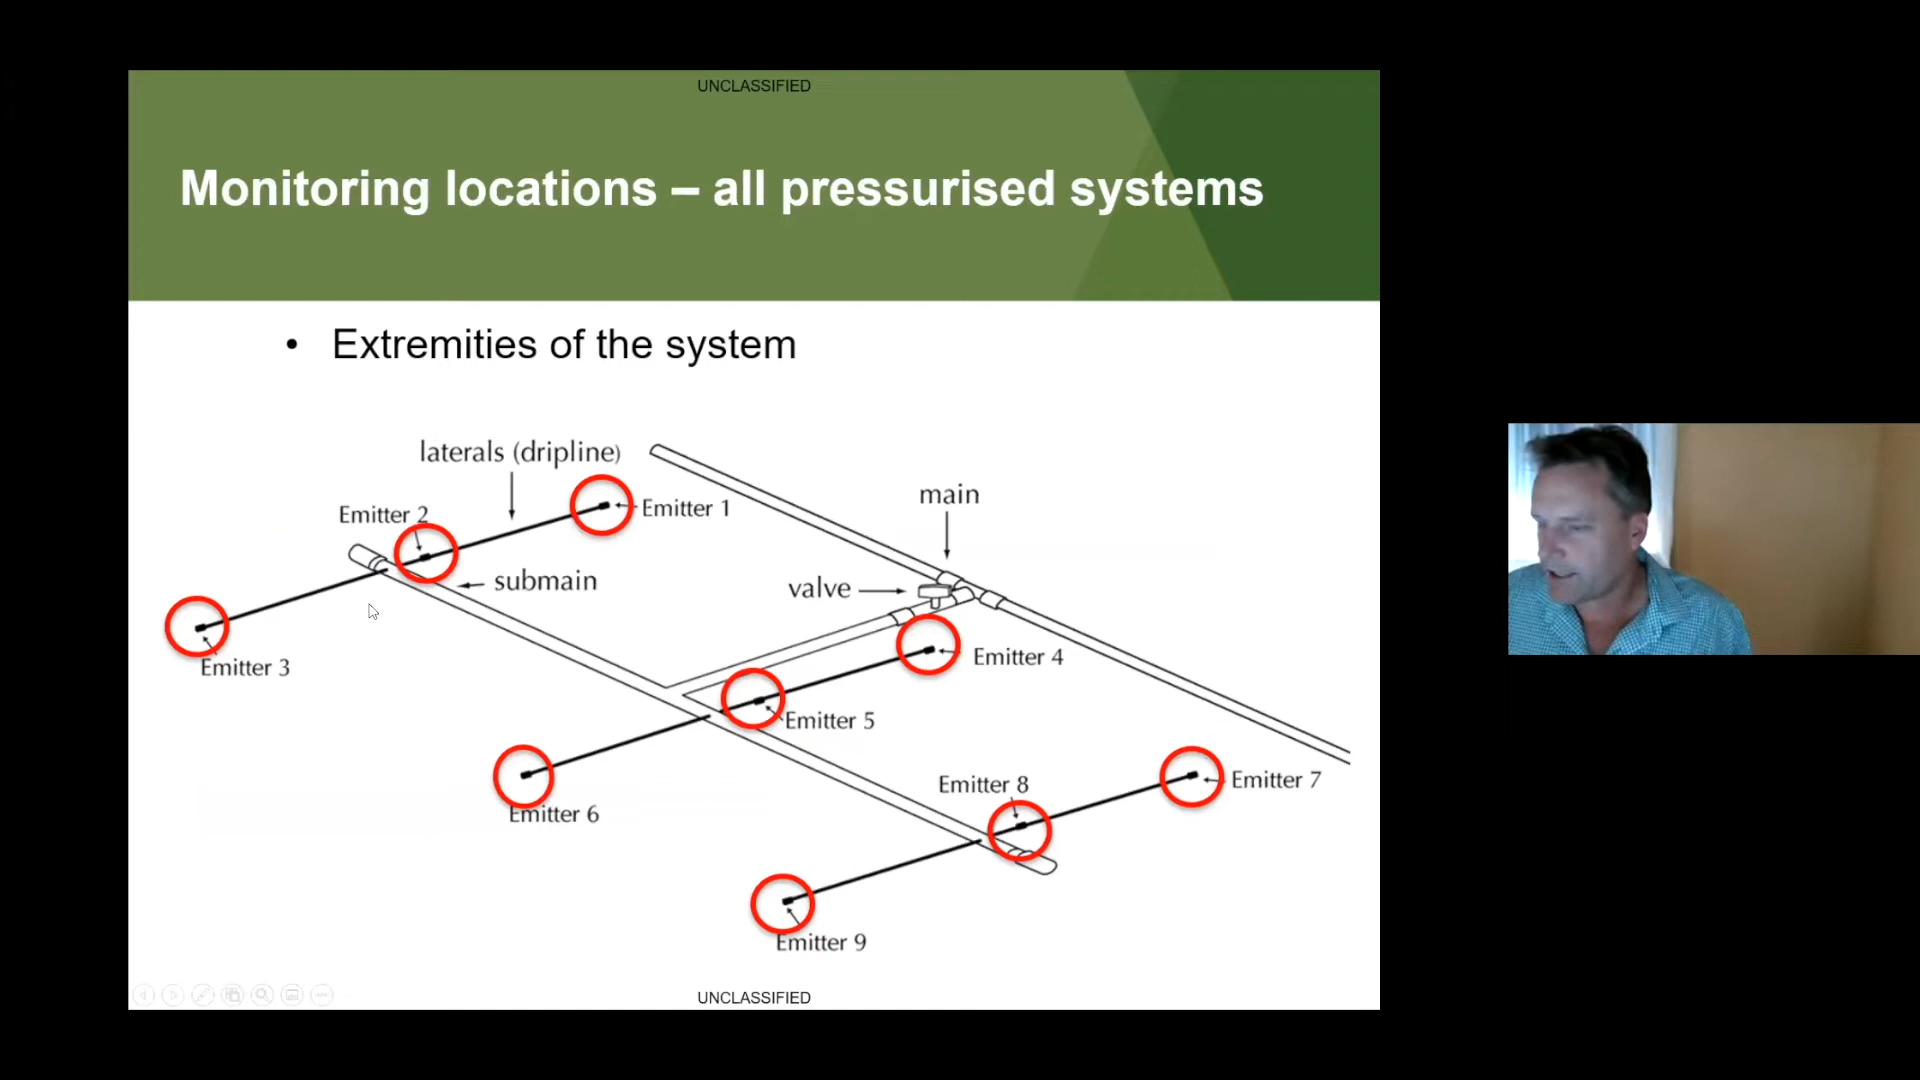 UNCLASSIFIED
Monitoring locations – all pressurised systems
• Extremities of the system
laterals (dripline)
main
Emitter 2
Emitter 1
submain
valve
Emitter 3
Emitter 4
Emitter 5
Emitter 8
Emitter 7
Emitter 6
Emitter 9
UNCLASSIFIED